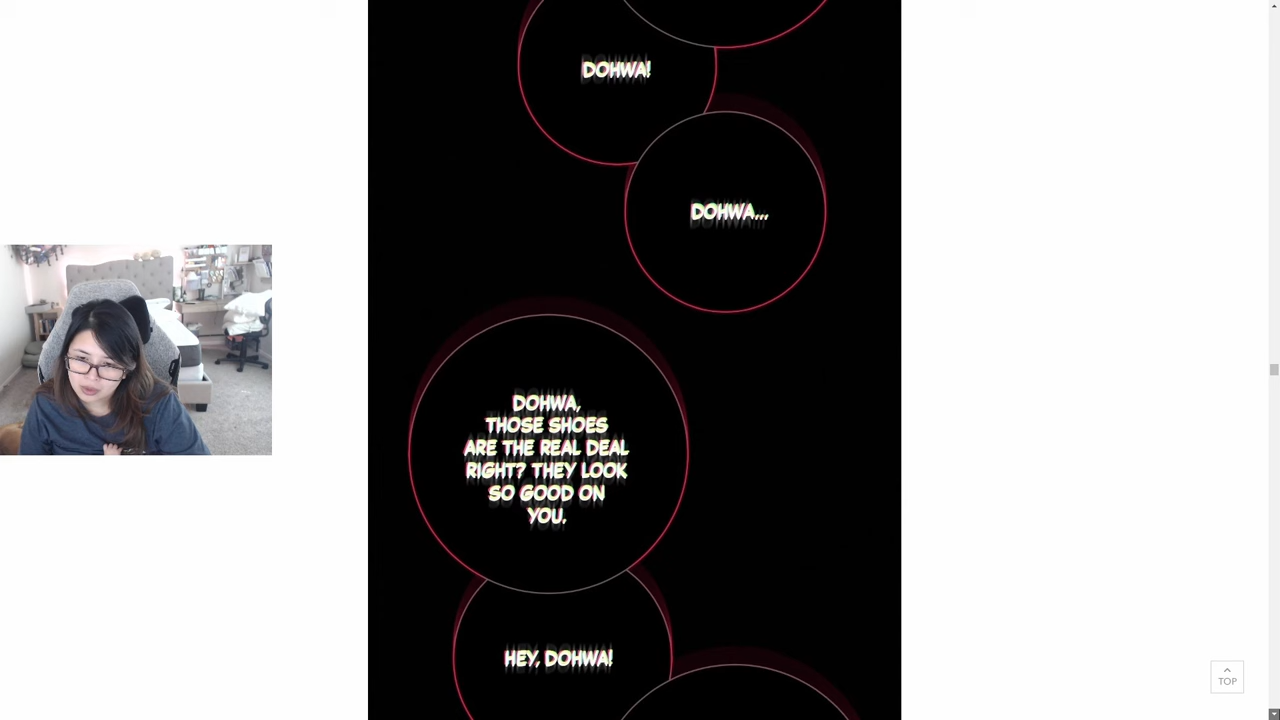 DOHWA!
DOHWA...
DOHWA,
THOSE SHOES
ARE THE REAL DEAL
RIGHT? THEY LOOK
SO GOOD ON
YOU.
HEY, DOHWA!
TOP